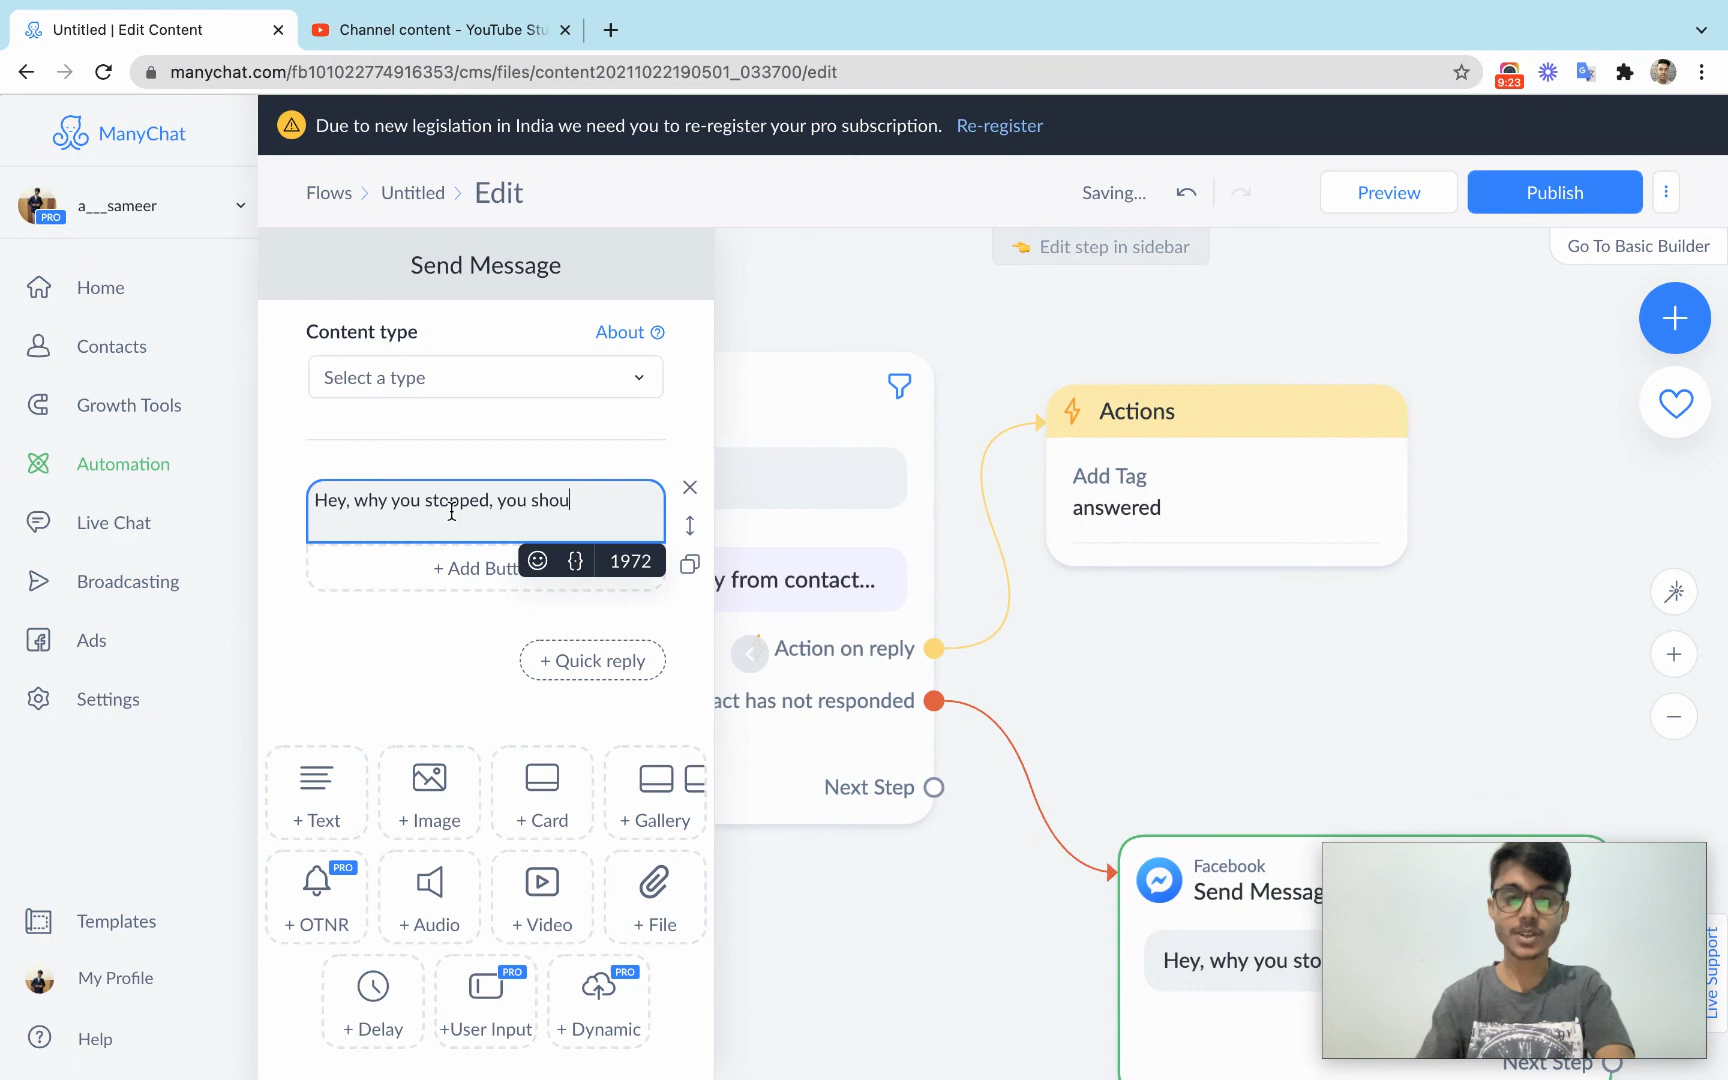 Untitled | Edit Content
Channel content - YouTube Stu
manychat.com/fb101022774916353/cms/files/content20211022190501_033700/edit
9:23
ManyChat
Due to new legislation in India we need you to re-register your pro subscription. Re-register
a___sameer
PRO
Flows > Untitled > Edit
Saving...
Preview
Publish
Send Message
Edit step in sidebar
Go To Basic Builder
Home
Contacts
Growth Tools
Automation
Live Chat
Broadcasting
Ads
Settings
Templates
My Profile
Help
Content type
About
Select a type
Hey, why you stopped, you shou
+ Add Butt
1972
+ Quick reply
+ Text
+ Image
+ Card
+ Gallery
PRO
+ OTNR
+ Audio
+ Video
+ File
+ Delay
PRO
+User Input
PRO
+ Dynamic
y from contact...
Action on reply
act has not responded
Next Step
Actions
Add Tag
answered
Facebook
Send Messag
Hey, why you sto
Next Step
Live Support